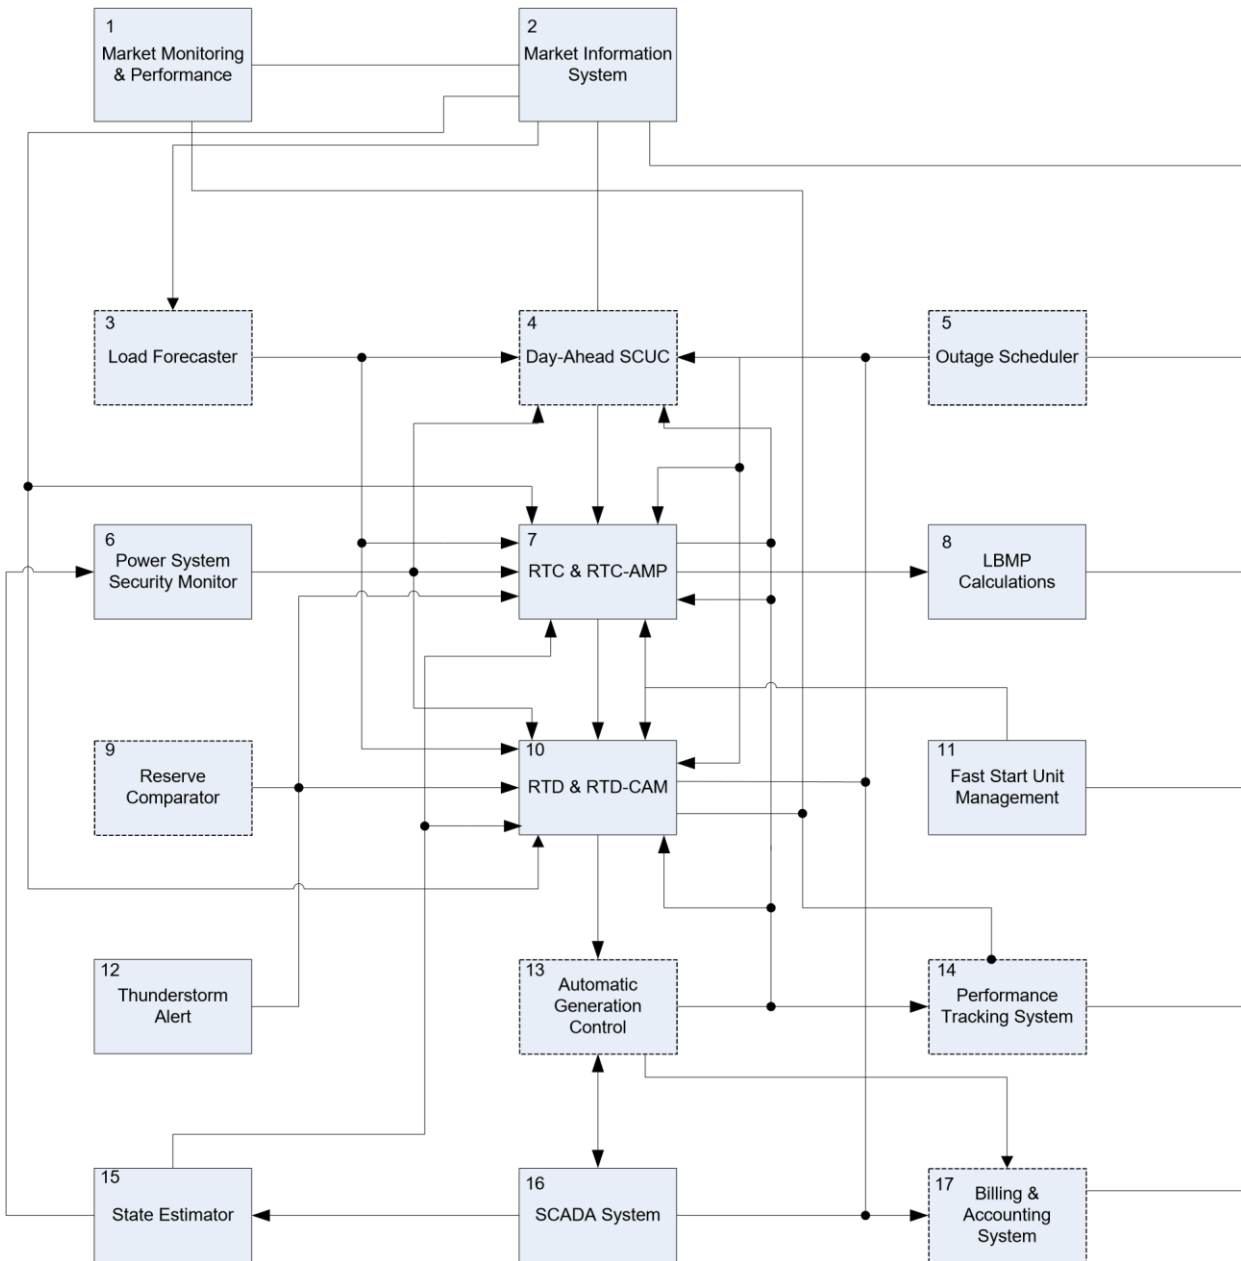 1
Market Monitoring
& Performance
2
Market Information
System
3
Load Forecaster
4
Day-Ahead SCUC
5
Outage Scheduler
6
Power System
Security Monitor
7
RTC & RTC-AMP
8
LBMP
Calculations
9
Reserve
Comparator
10
RTD & RTD-CAM
11
Fast Start Unit
Management
12
Thunderstorm
Alert
13
Automatic
Generation
Control
14
Performance
Tracking System
15
State Estimator
16
SCADA System
17
Billing &
Accounting
System